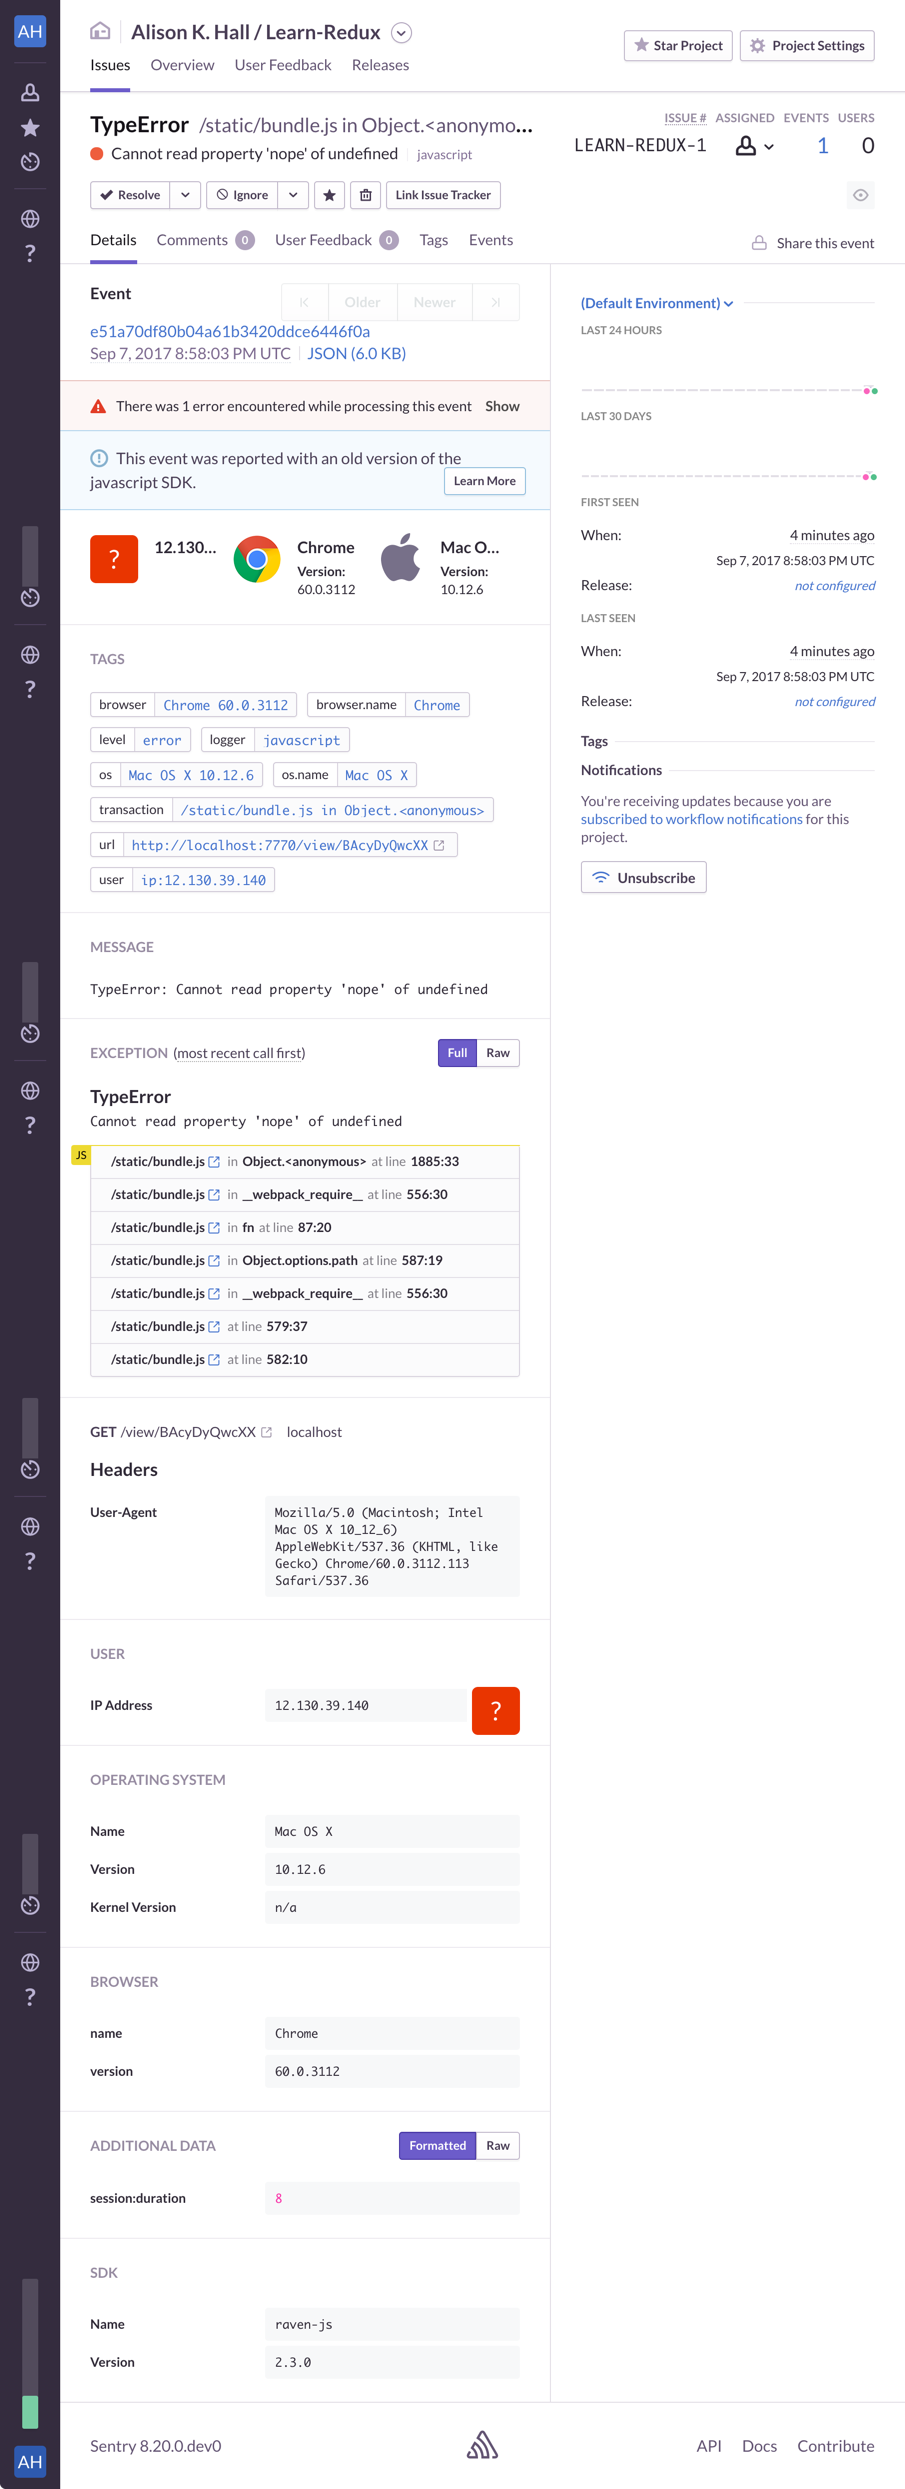 AH
Alison K. Hall / Learn-Redux
Star Project
Project Settings
Issues
Overview
User Feedback
Releases
TypeError /static/bundle.js in Object.<anonymo...
Cannot read property 'nope' of undefined
javascript
ISSUE # ASSIGNED EVENTS USERS
LEARN-REDUX-1 1 0
Resolve
Ignore
Link Issue Tracker
Details
Comments 0
User Feedback 0
Tags
Events
Share this event
Event
Older
Newer
e51a70df80b04a61b3420ddce6446f0a
Sep 7, 2017 8:58:03 PM UTC
JSON (6.0 KB)
There was 1 error encountered while processing this event Show
This event was reported with an old version of the
javascript SDK.
Learn More
?
12.130...
Chrome
Version:
60.0.3112
Mac O...
Version:
10.12.6
TAGS
browser Chrome 60.0.3112
browser.name Chrome
level error
logger javascript
os Mac OS X 10.12.6
os.name Mac OS X
transaction /static/bundle.js in Object.<anonymous>
url http://localhost:7770/view/BAcyDyQwcXX
user ip:12.130.39.140
MESSAGE
TypeError: Cannot read property 'nope' of undefined
EXCEPTION (most recent call first)
Full Raw
TypeError
Cannot read property 'nope' of undefined
JS
/static/bundle.js in Object.<anonymous> at line 1885:33
/static/bundle.js in __webpack_require__ at line 556:30
/static/bundle.js in fn at line 87:20
/static/bundle.js in Object.options.path at line 587:19
/static/bundle.js in __webpack_require__ at line 556:30
/static/bundle.js at line 579:37
/static/bundle.js at line 582:10
GET /view/BAcyDyQwcXX localhost
Headers
User-Agent
Mozilla/5.0 (Macintosh; Intel
Mac OS X 10_12_6)
AppleWebKit/537.36 (KHTML, like
Gecko) Chrome/60.0.3112.113
Safari/537.36
USER
IP Address 12.130.39.140
?
OPERATING SYSTEM
Name Mac OS X
Version 10.12.6
Kernel Version n/a
BROWSER
name Chrome
version 60.0.3112
ADDITIONAL DATA
Formatted Raw
session:duration 8
SDK
Name raven-js
Version 2.3.0
(Default Environment)
LAST 24 HOURS
LAST 30 DAYS
FIRST SEEN
When: 4 minutes ago
Sep 7, 2017 8:58:03 PM UTC
Release: not configured
LAST SEEN
When: 4 minutes ago
Sep 7, 2017 8:58:03 PM UTC
Release: not configured
Tags
Notifications
You're receiving updates because you are
subscribed to workflow notifications for this
project.
Unsubscribe
?
?
?
?
?
AH
Sentry 8.20.0.dev0
API
Docs
Contribute